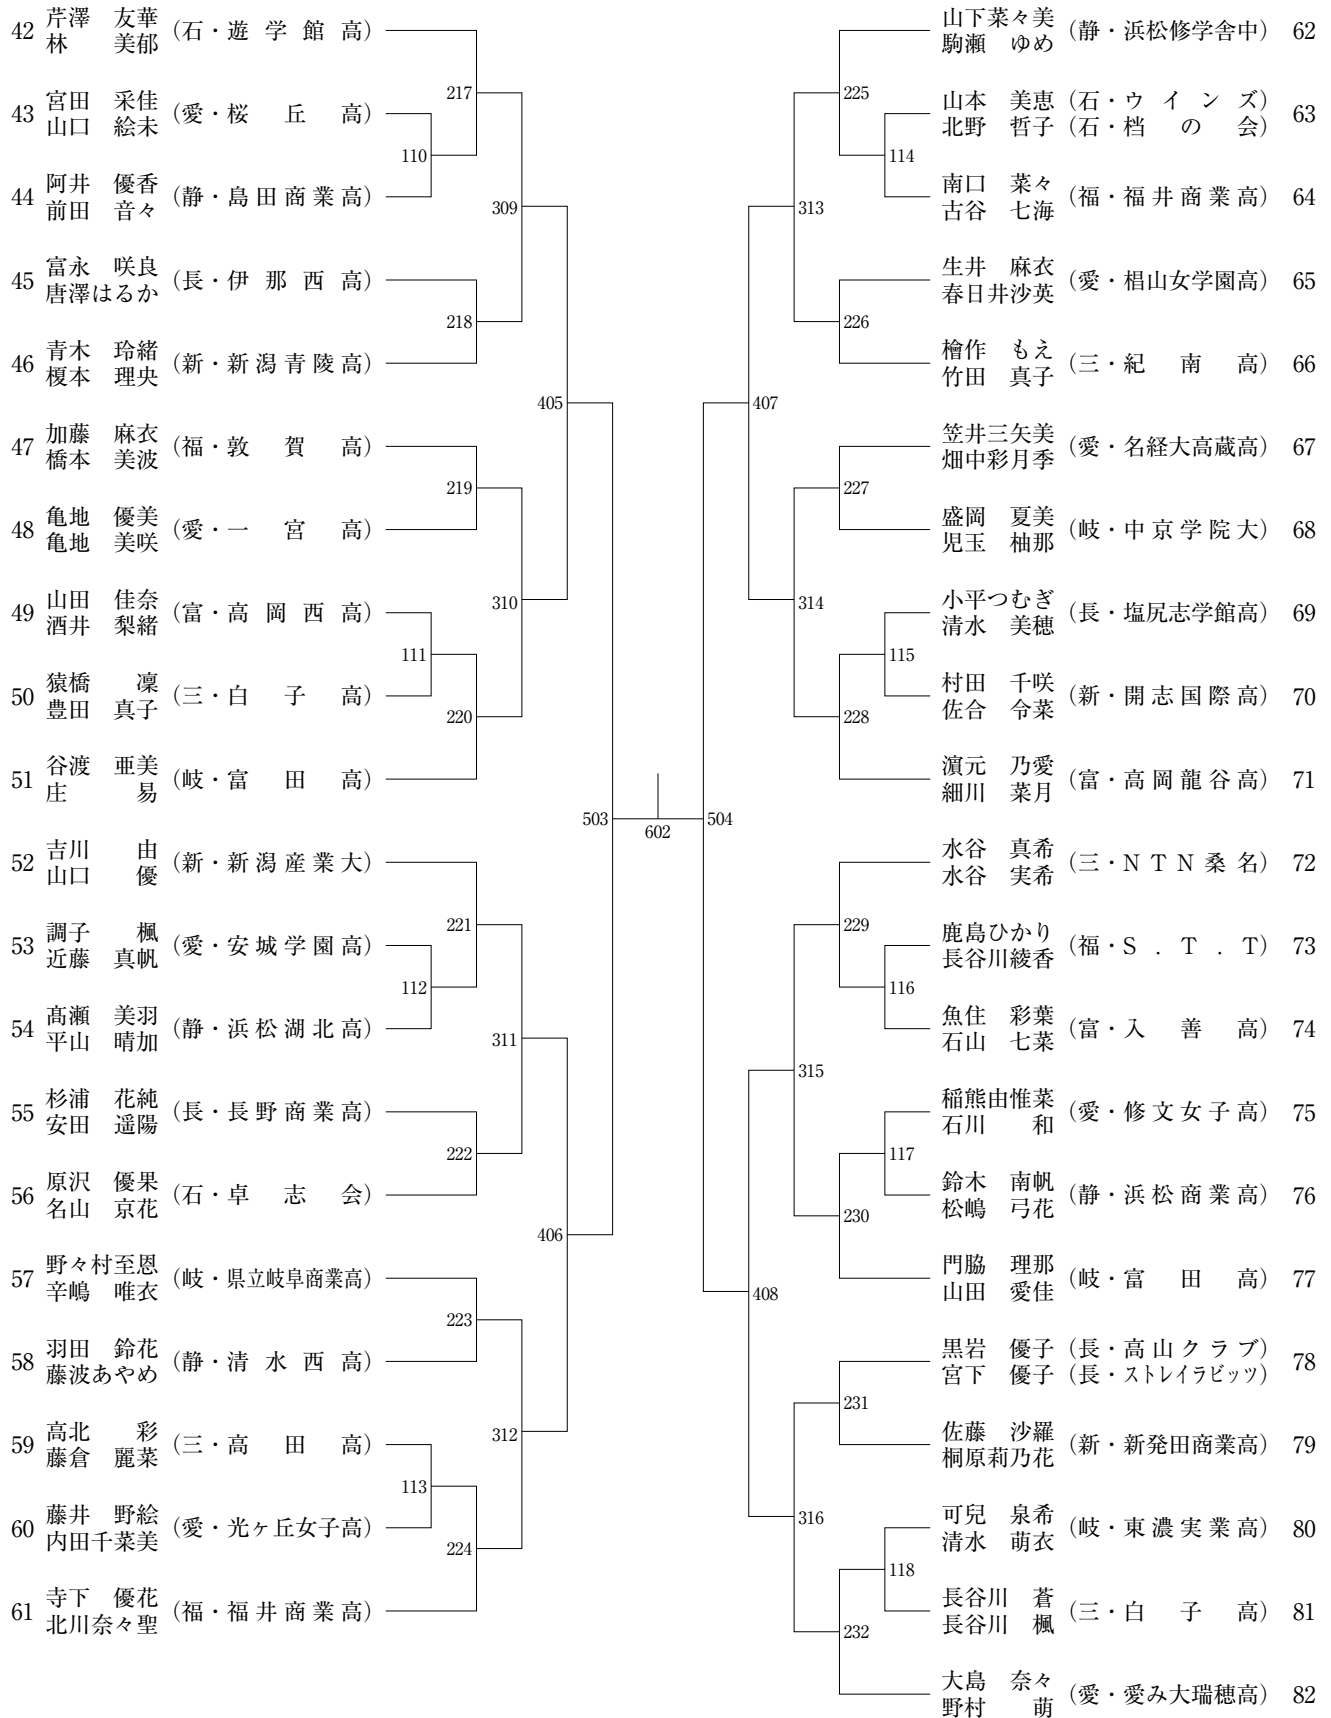 42 芹澤 友華 (石・遊学館高)
林 美郁
43 宮田 采佳 (愛・桜丘高)
山口 絵未
44 阿井 優香 (静・島田商業高)
前田 音々
45 富永 咲良 (長・伊那西高)
唐澤はるか
46 青木 玲緒 (新・新潟青陵高)
榎本 理央
47 加藤 麻衣 (福・敦賀高)
橋本 美波
48 亀地 優美 (愛・一宮高)
亀地 美咲
49 山田 佳奈 (富・高岡西高)
酒井 梨緒
50 猿橋 凜 (三・白子高)
豊田 真子
51 谷渡 亜美 (岐・富田高)
庄 易
52 吉川 由 (新・新潟産業大)
山口 優
53 調子 楓 (愛・安城学園高)
近藤 真帆
54 髙瀬 美羽 (静・浜松湖北高)
平山 晴加
55 杉浦 花純 (長・長野商業高)
安田 遥陽
56 原沢 優果 (石・卓志会)
名山 京花
57 野々村至恩 (岐・県立岐阜商業高)
辛嶋 唯衣
58 羽田 鈴花 (静・清水西高)
藤波あやめ
59 高北 彩 (三・高田高)
藤倉 麗菜
60 藤井 野絵 (愛・光ヶ丘女子高)
内田千菜美
61 寺下 優花 (福・福井商業高)
北川奈々聖
217
110
309
218
405
219
310
111
220
503
221
112
311
222
406
223
312
113
224
602
504
225
114
313
226
407
227
314
115
228
229
116
315
117
230
408
231
316
118
232
山下菜々美 (静・浜松修学舎中) 62
駒瀬 ゆめ
山本 美恵 (石・ウインズ) 63
北野 哲子 (石・档の会)
南口 菜々 (福・福井商業高) 64
古谷 七海
生井 麻衣 (愛・椙山女学園高) 65
春日井沙英
檜作 もえ (三・紀南高) 66
竹田 真子
笠井三矢美 (愛・名経大高蔵高) 67
畑中彩月季
盛岡 夏美 (岐・中京学院大) 68
児玉 柚那
小平つむぎ (長・塩尻志学館高) 69
清水 美穂
村田 千咲 (新・開志国際高) 70
佐合 令菜
濵元 乃愛 (富・高岡龍谷高) 71
細川 菜月
水谷 真希 (三・NTN桑名) 72
水谷 実希
鹿島ひかり (福・S.T.T) 73
長谷川綾香
魚住 彩葉 (富・入善高) 74
石山 七菜
稲熊由惟菜 (愛・修文女子高) 75
石川 和
鈴木 南帆 (静・浜松商業高) 76
松嶋 弓花
門脇 理那 (岐・富田高) 77
山田 愛佳
黒岩 優子 (長・高山クラブ) 78
宮下 優子 (長・ストレイラビッツ)
佐藤 沙羅 (新・新発田商業高) 79
桐原莉乃花
可兒 泉希 (岐・東濃実業高) 80
清水 萌衣
長谷川 蒼 (三・白子高) 81
長谷川 楓
大島 奈々 (愛・愛み大瑞穂高) 82
野村 萌